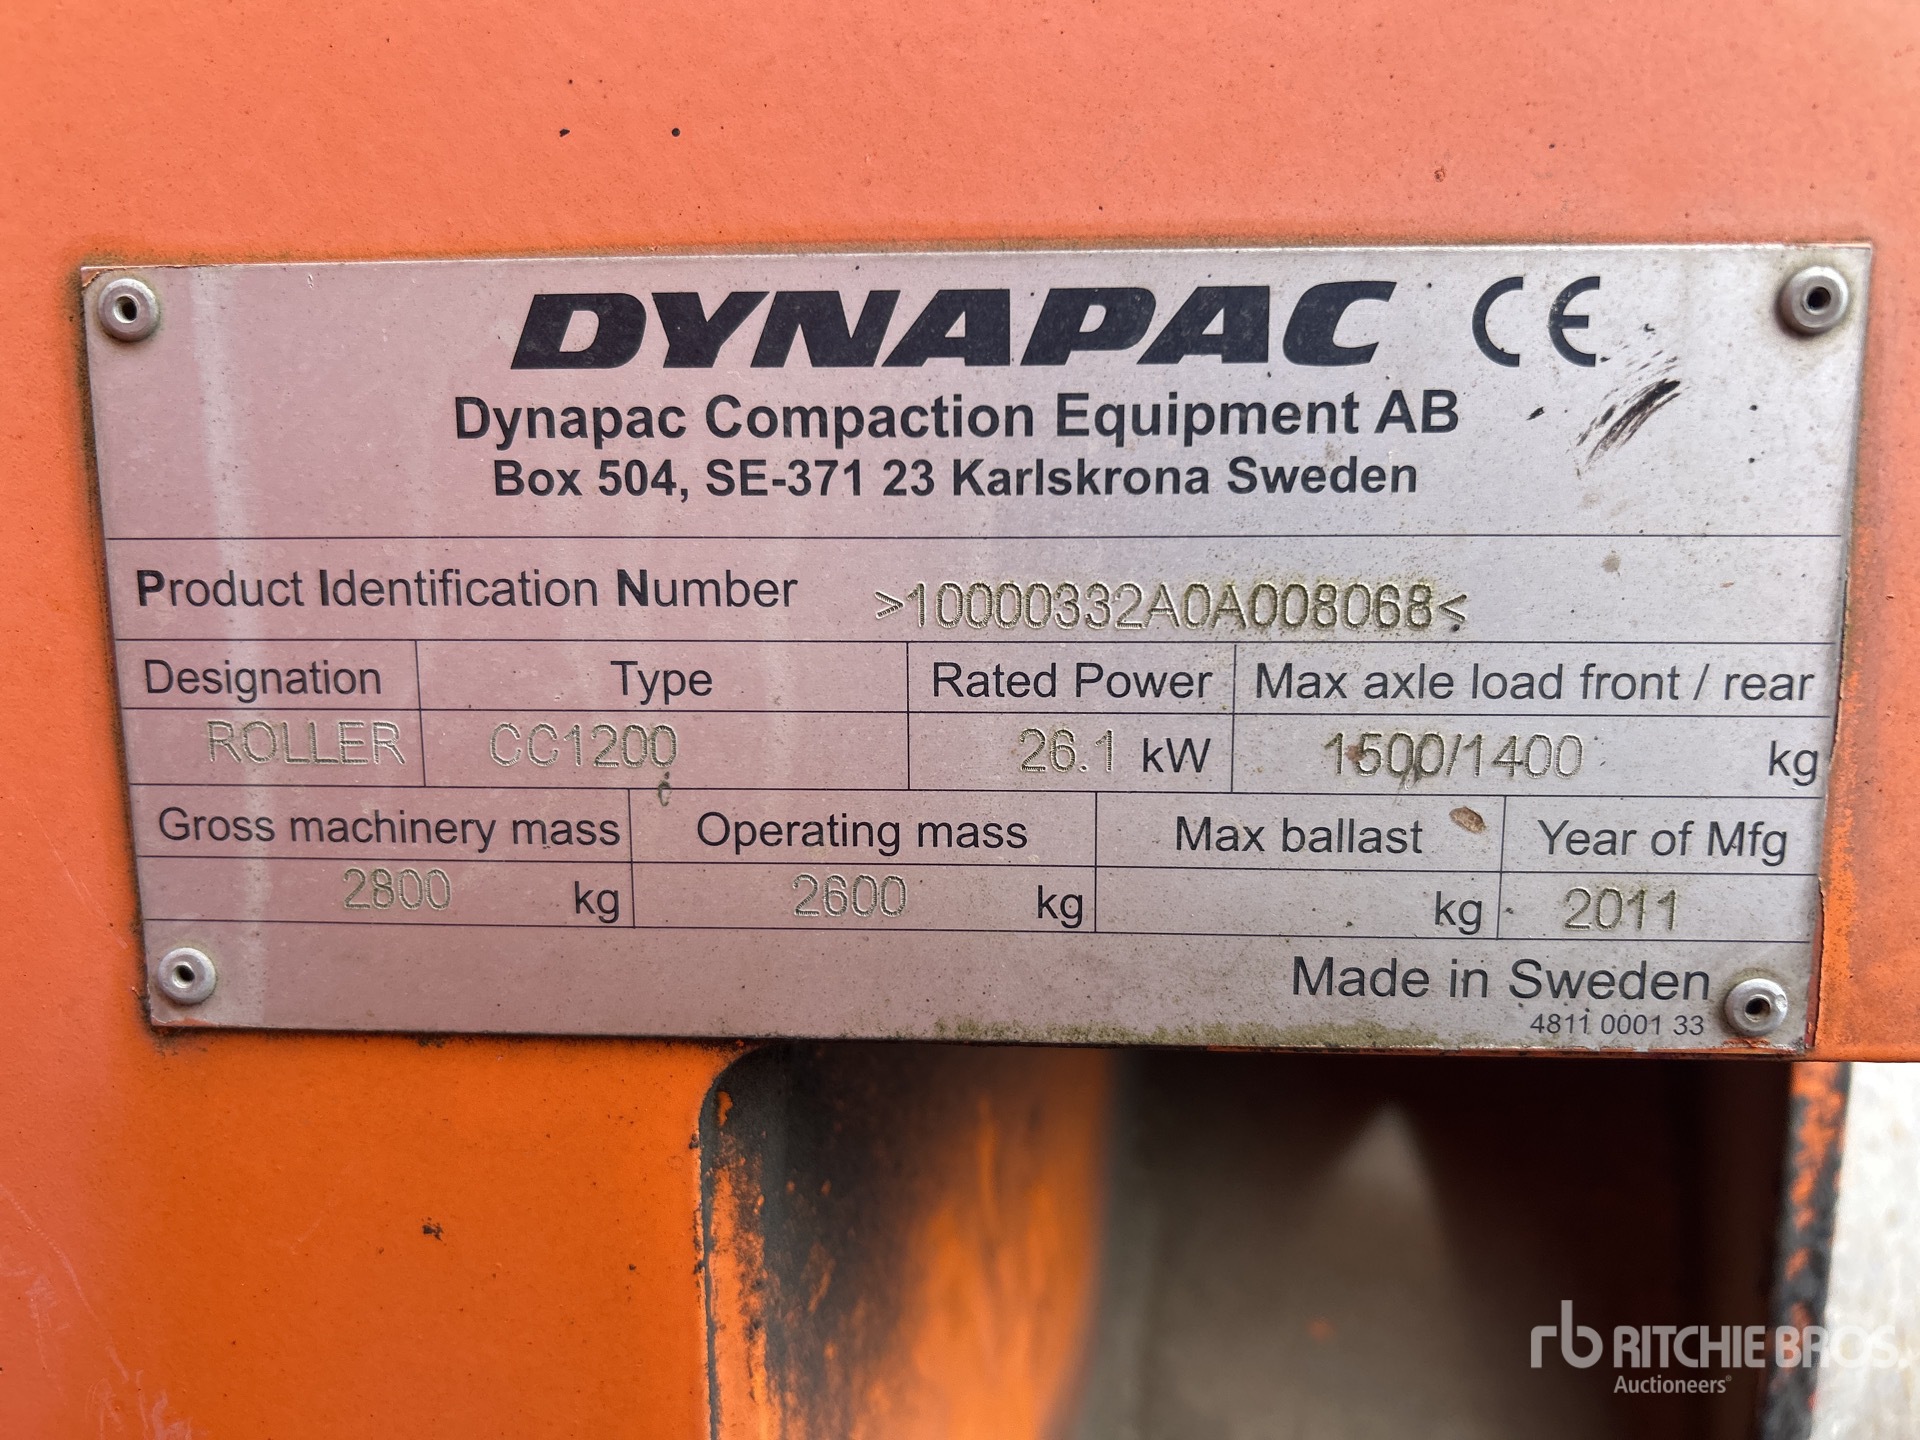 DYNAPAC CE
Dynapac Compaction Equipment AB
Box 504, SE-371 23 Karlskrona Sweden
Product Identification Number >10000332A0A008068<
Designation Type Rated Power Max axle load front / rear
ROLLER CC1200 26.1 kW 1500/1400 kg
Gross machinery mass Operating mass Max ballast Year of Mfg
2800 kg 2600 kg kg 2011
Made in Sweden
4811 0001 33
rb RITCHIE BROS.
Auctioneers®